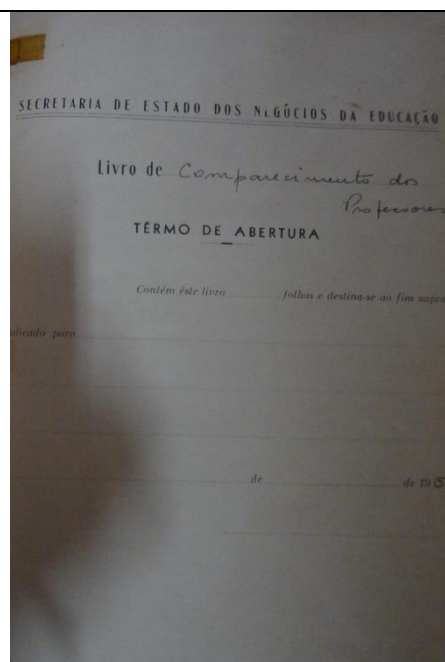 SECRETARIA DE ESTADO DOS NEGÓCIOS DA EDUCAÇÃO
Livro de Comparecimento dos
Professores
TÊRMO DE ABERTURA
Contém êste livro folhas e destina-se ao fim supra
dicado para
de de 19